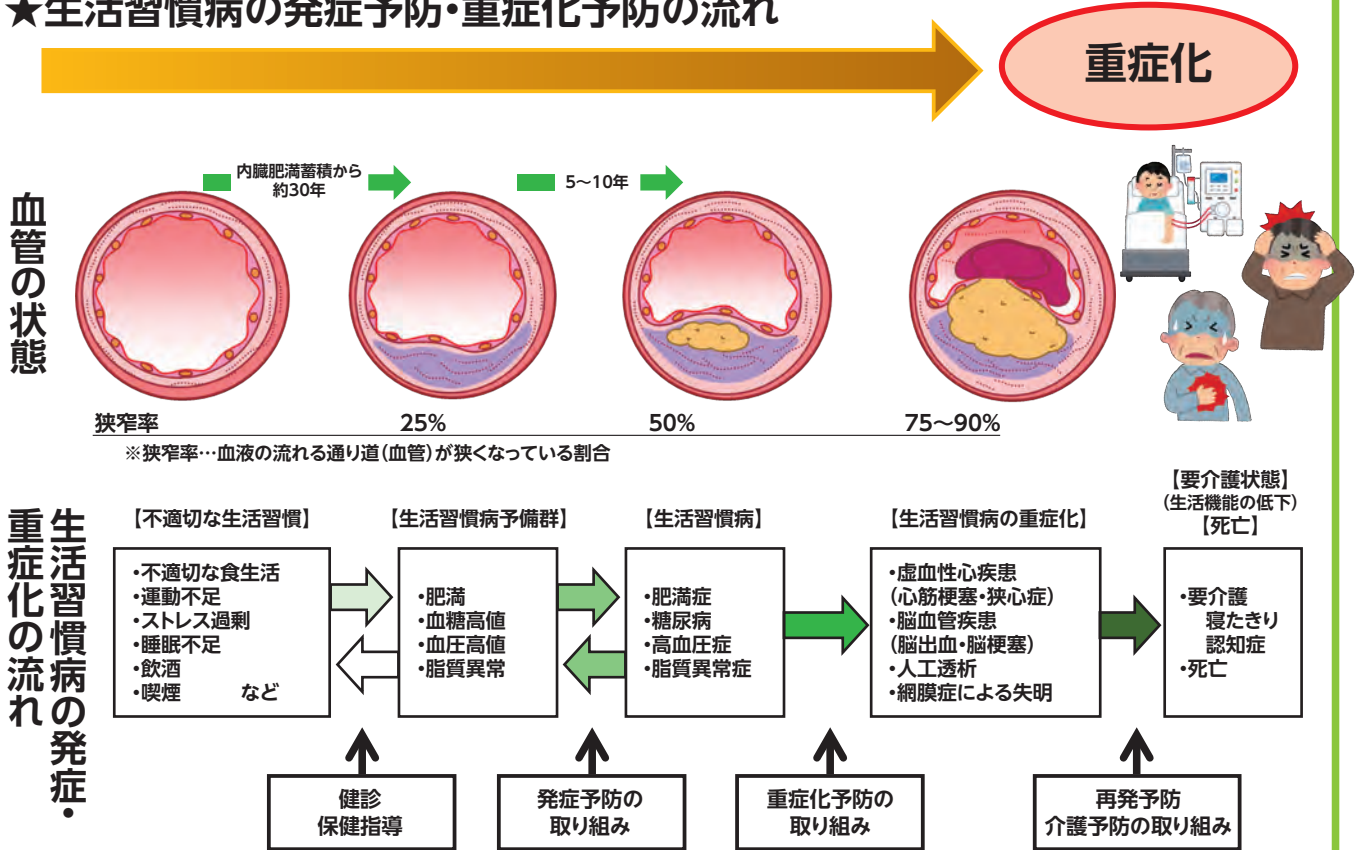 ★生活習慣病の発症予防・重症化予防の流れ
重症化
血管の状態
内臓肥満蓄積から
約30年
5～10年
狭窄率
25%
50%
75～90%
※狭窄率…血液の流れる通り道（血管）が狭くなっている割合
生活習慣病の発症・
重症化の流れ
【不適切な生活習慣】
・不適切な食生活
・運動不足
・ストレス過剰
・睡眠不足
・飲酒
・喫煙　　　など
【生活習慣病予備群】
・肥満
・血糖高値
・血圧高値
・脂質異常
【生活習慣病】
・肥満症
・糖尿病
・高血圧症
・脂質異常症
【生活習慣病の重症化】
・虚血性心疾患
（心筋梗塞・狭心症）
・脳血管疾患
（脳出血・脳梗塞）
・人工透析
・網膜症による失明
【要介護状態】
（生活機能の低下）
【死亡】
・要介護
寝たきり
認知症
・死亡
健診
保健指導
発症予防の
取り組み
重症化予防の
取り組み
再発予防
介護予防の取り組み